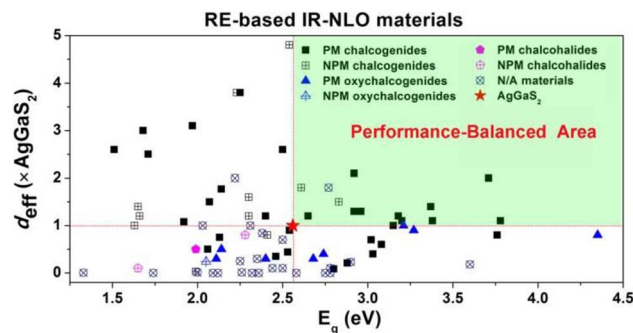 RE-based IR-NLO materials
5
4
3
2
1
0
d_eff (× AgGaS₂)
PM chalcogenides
NPM chalcogenides
PM oxychalcogenides
NPM oxychalcogenides
PM chalcohalides
NPM chalcohalides
N/A materials
AgGaS₂
Performance-Balanced Area
1.5 2.0 2.5 3.0 3.5 4.0 4.5
E_g (eV)